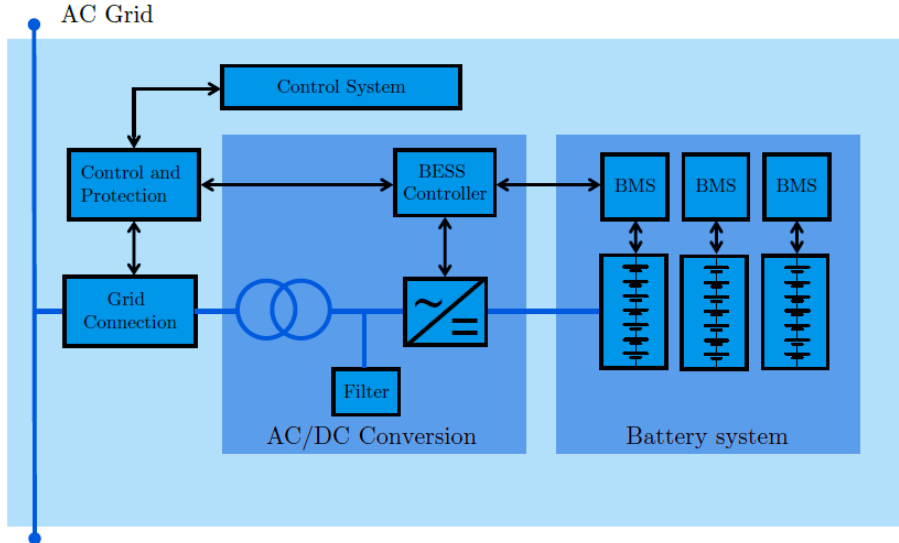 AC Grid
Control System
Control and
Protection
BESS
Controller
BMS
BMS
BMS
Grid
Connection
Filter
AC/DC Conversion
Battery system